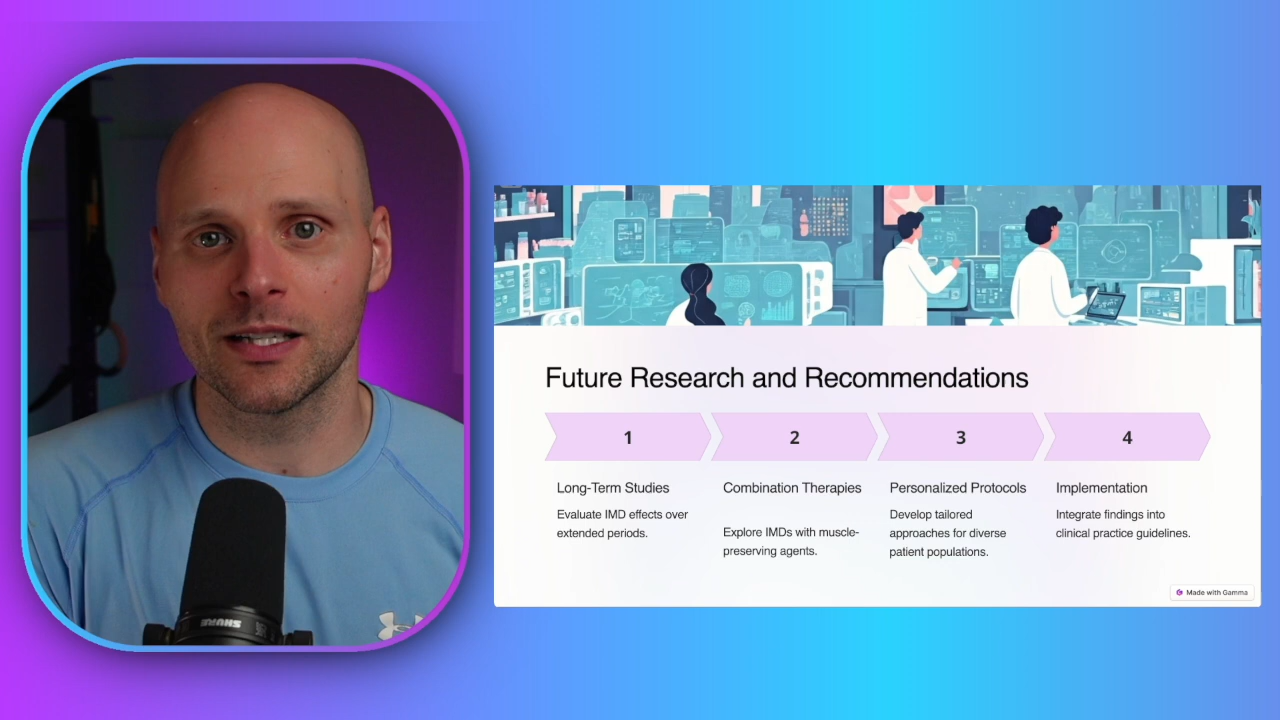 Future Research and Recommendations
1
2
3
4
Long-Term Studies
Evaluate IMD effects over
extended periods.
Combination Therapies
Explore IMDs with muscle-
preserving agents.
Personalized Protocols
Develop tailored
approaches for diverse
patient populations.
Implementation
Integrate findings into
clinical practice guidelines.
Made with Gamma
SHURE